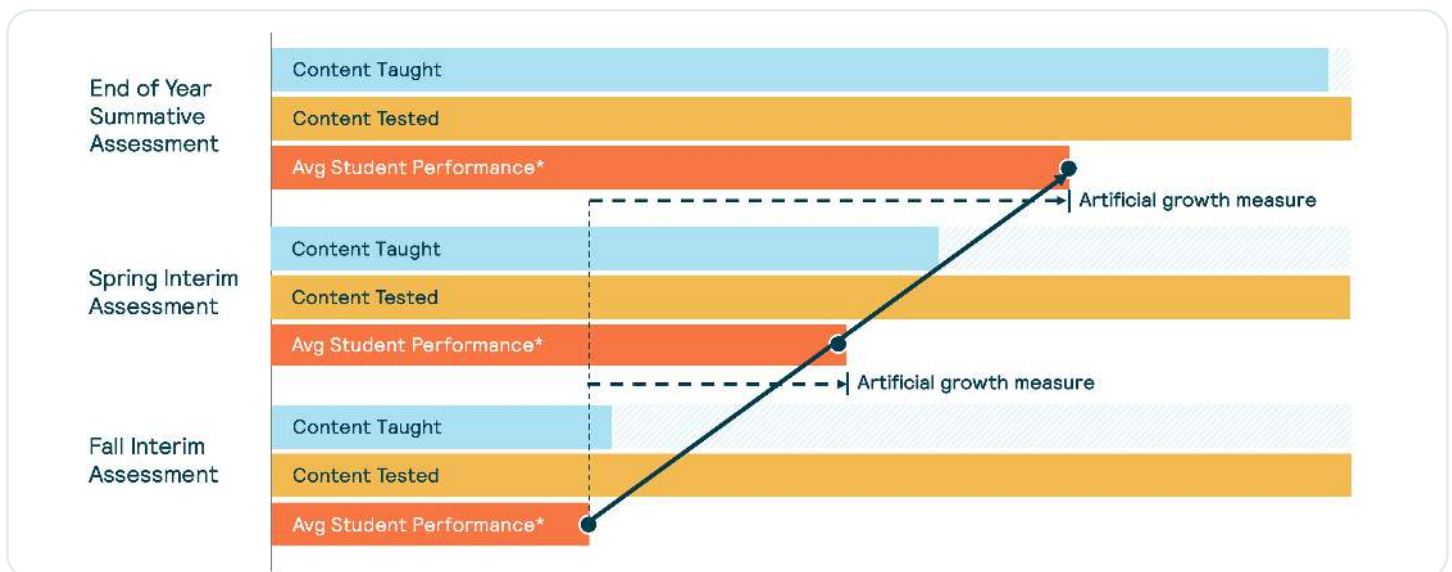 End of Year
Summative
Assessment
Content Taught
Content Tested
Avg Student Performance*
Artificial growth measure
Spring Interim
Assessment
Content Taught
Content Tested
Avg Student Performance*
Artificial growth measure
Fall Interim
Assessment
Content Taught
Content Tested
Avg Student Performance*